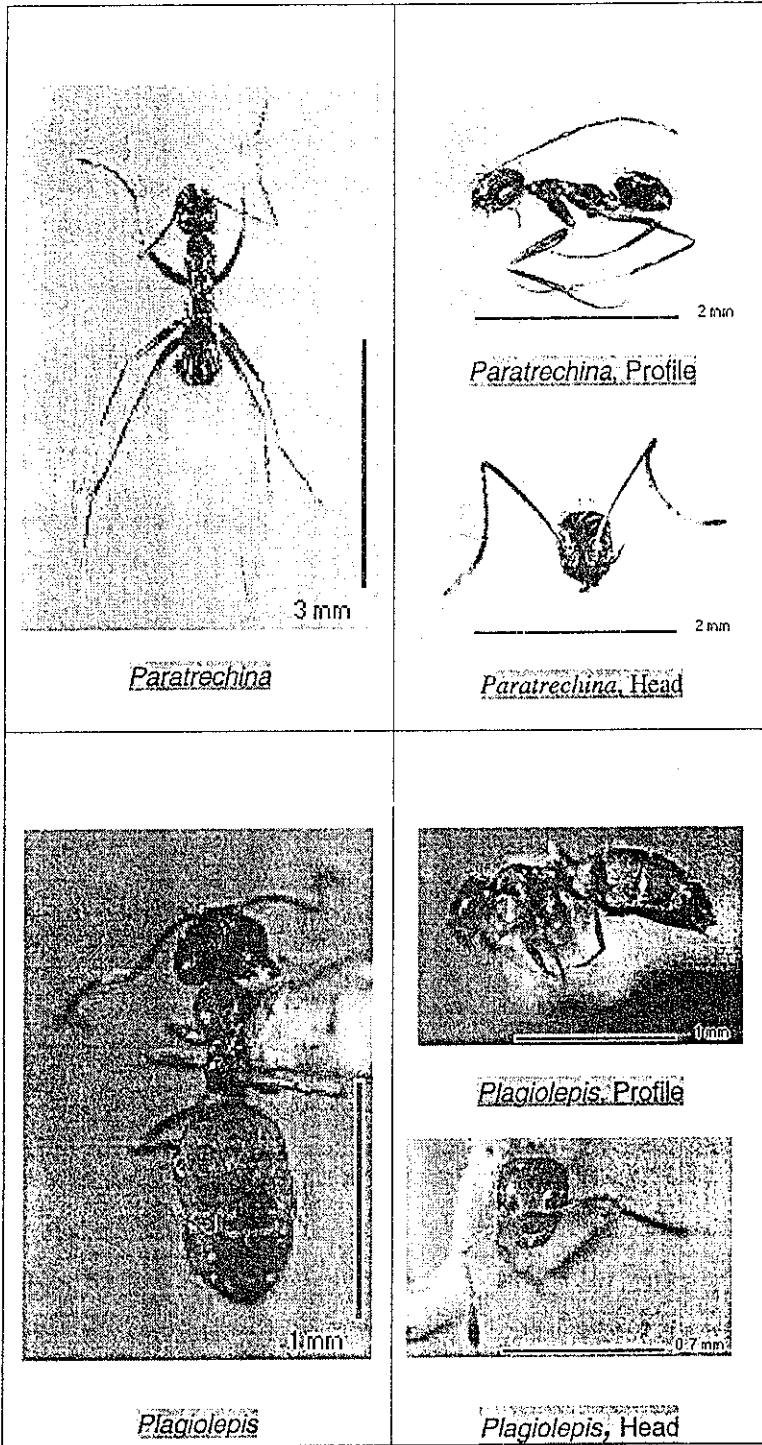 3 mm
Paratrechina
2 mm
Paratrechina, Profile
2 mm
Paratrechina, Head
1 mm
Plagiolepis
1 mm
Plagiolepis, Profile
0.7 mm
Plagiolepis, Head